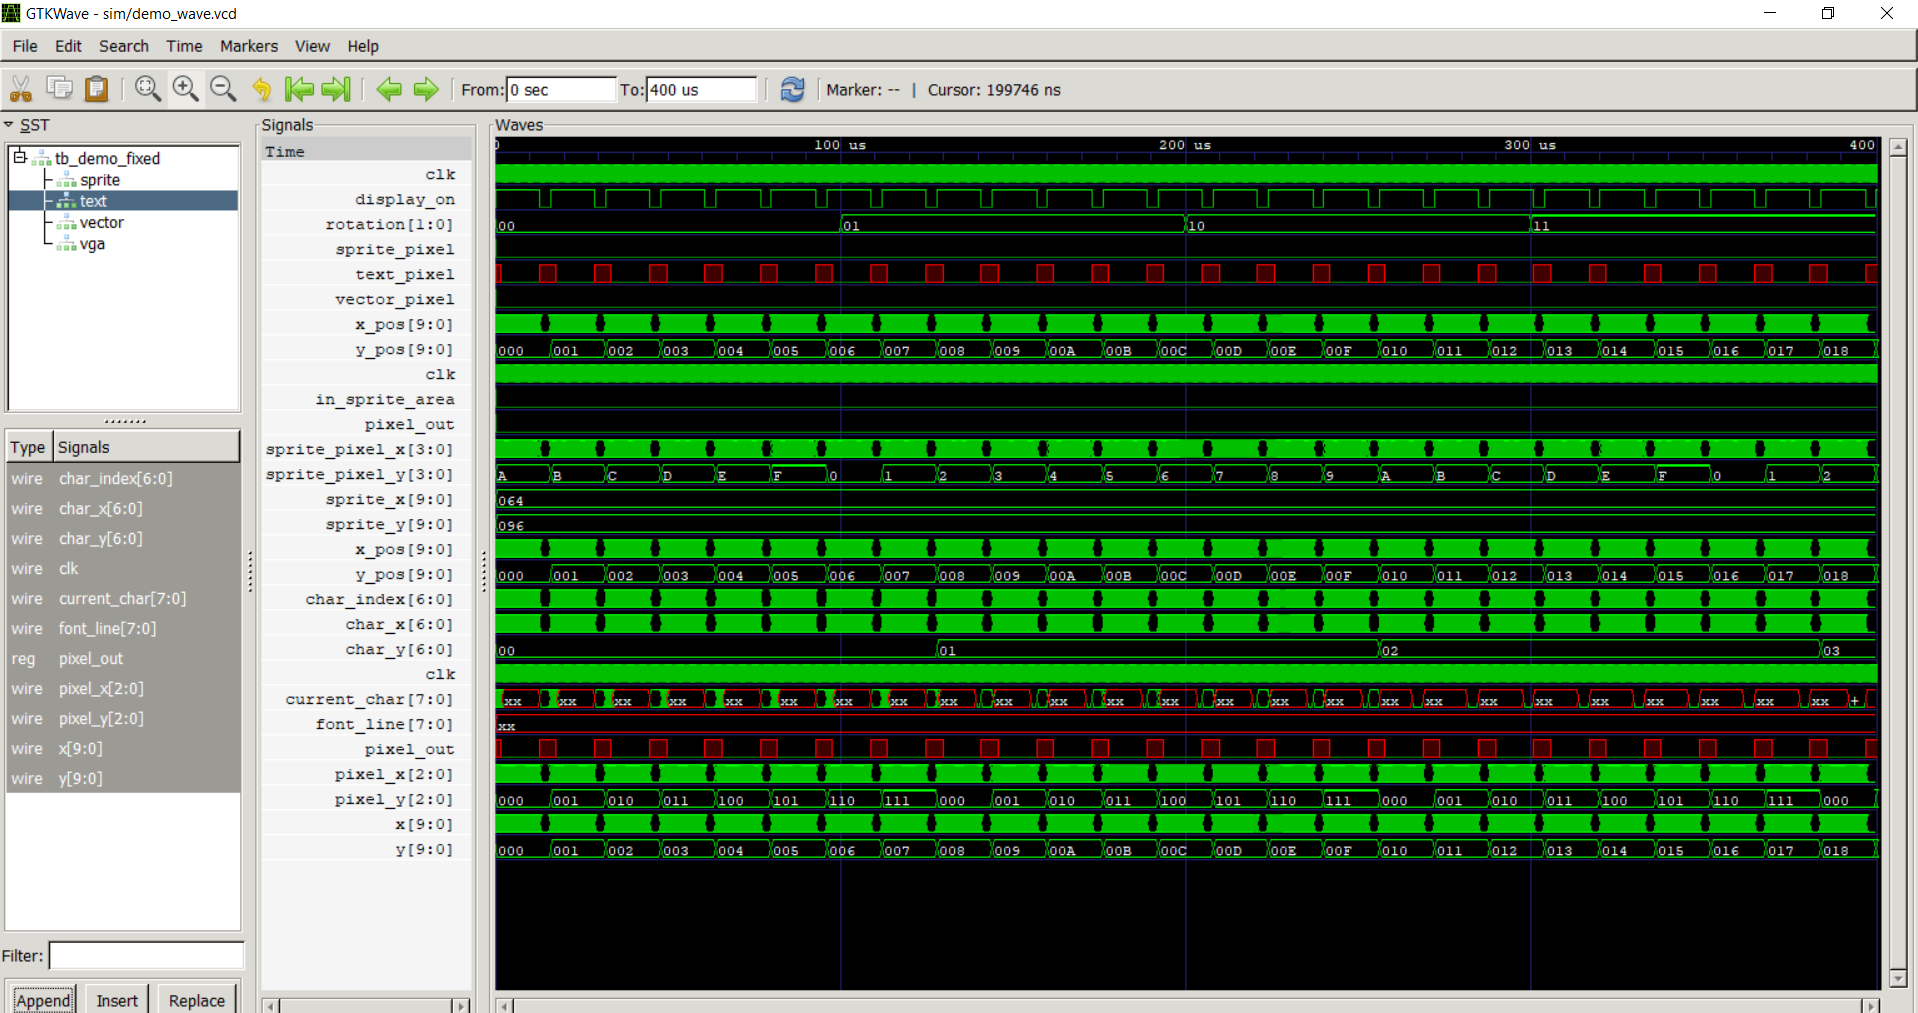 GTKWave - sim/demo_wave.vcd
File Edit Search Time Markers View Help
From: 0 sec To: 400 us Marker: -- | Cursor: 199746 ns
SST
tb_demo_fixed
sprite
text
vector
vga
Type Signals
wire char_index[6:0]
wire char_x[6:0]
wire char_y[6:0]
wire clk
wire current_char[7:0]
wire font_line[7:0]
reg pixel_out
wire pixel_x[2:0]
wire pixel_y[2:0]
wire x[9:0]
wire y[9:0]
Filter:
Append Insert Replace
Signals
Time
clk
display_on
rotation[1:0]
sprite_pixel
text_pixel
vector_pixel
x_pos[9:0]
y_pos[9:0]
clk
in_sprite_area
pixel_out
sprite_pixel_x[3:0]
sprite_pixel_y[3:0]
sprite_x[9:0]
sprite_y[9:0]
x_pos[9:0]
y_pos[9:0]
char_index[6:0]
char_x[6:0]
char_y[6:0]
clk
current_char[7:0]
font_line[7:0]
pixel_out
pixel_x[2:0]
pixel_y[2:0]
x[9:0]
y[9:0]
Waves
0 100 us 200 us 300 us 400
00 01 10 11
000 001 002 003 004 005 006 007 008 009 00A 00B 00C 00D 00E 00F 010 011 012 013 014 015 016 017 018
A B C D E F 0 1 2 3 4 5 6 7 8 9 A B C D E F 0 1 2
064
096
000 001 002 003 004 005 006 007 008 009 00A 00B 00C 00D 00E 00F 010 011 012 013 014 015 016 017 018
00 01 02 03
xx xx xx xx xx xx xx xx xx xx xx xx xx xx xx xx xx xx xx xx xx xx xx xx xx +
xx
000 001 010 011 100 101 110 111 000 001 010 011 100 101 110 111 000 001 010 011 100 101 110 111 000
000 001 002 003 004 005 006 007 008 009 00A 00B 00C 00D 00E 00F 010 011 012 013 014 015 016 017 018